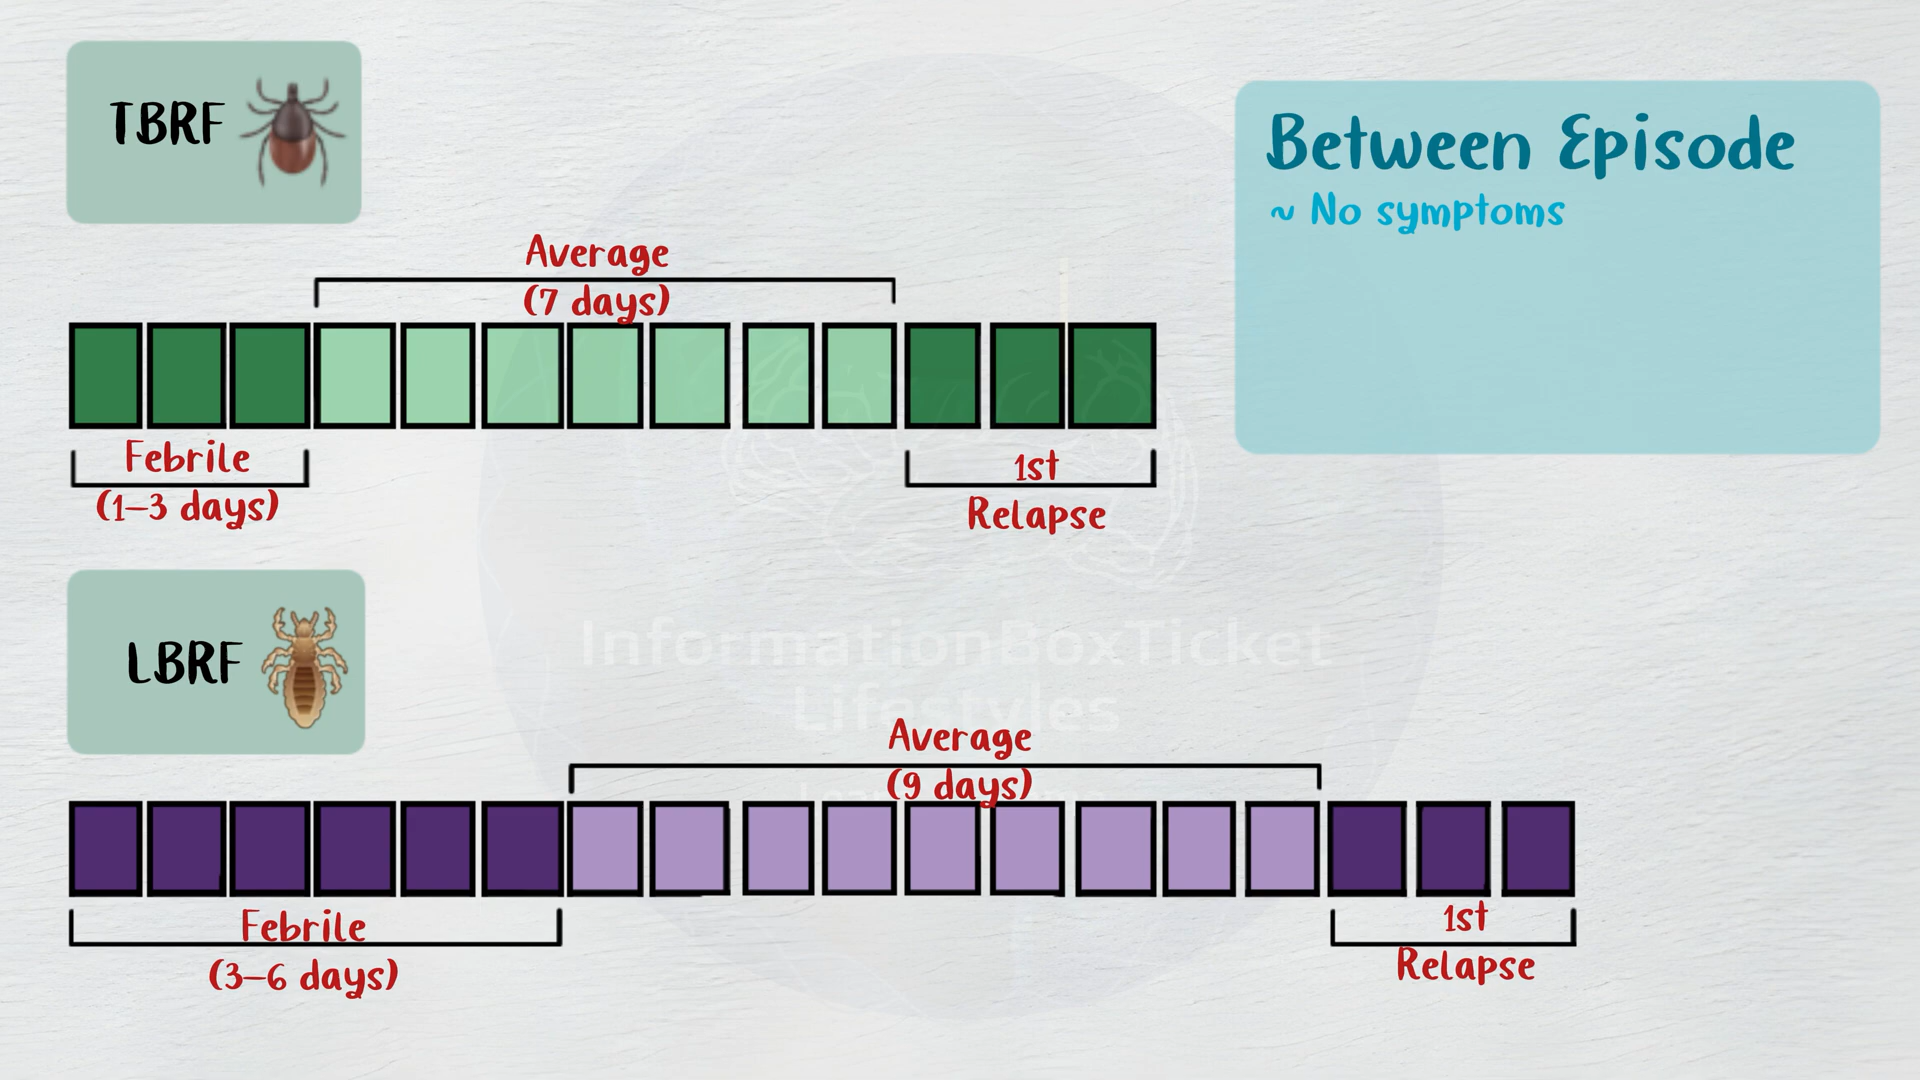 TBRF
Between Episode
~ No symptoms
Average
(7 days)
Febrile
(1–3 days)
1st
Relapse
LBRF
InformationBoxTicket
Lifestyles
Average
(9 days)
Febrile
(3–6 days)
1st
Relapse